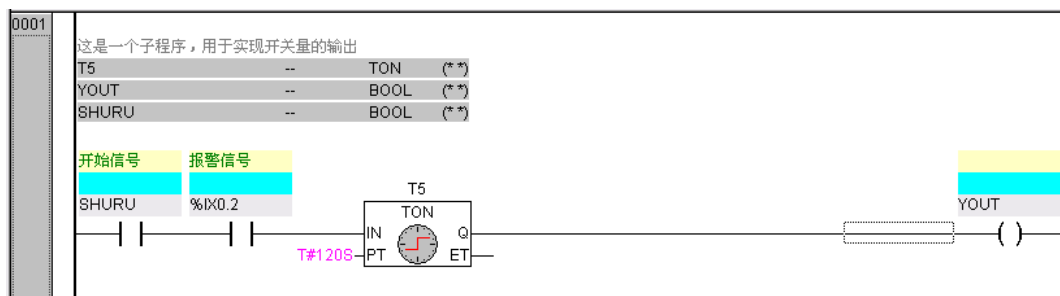 0001
这是一个子程序，用于实现开关量的输出
T5 -- TON (* *)
YOUT -- BOOL (* *)
SHURU -- BOOL (* *)
开始信号 报警信号
SHURU %IX0.2 T5 YOUT
TON
IN Q
T#120S PT ET